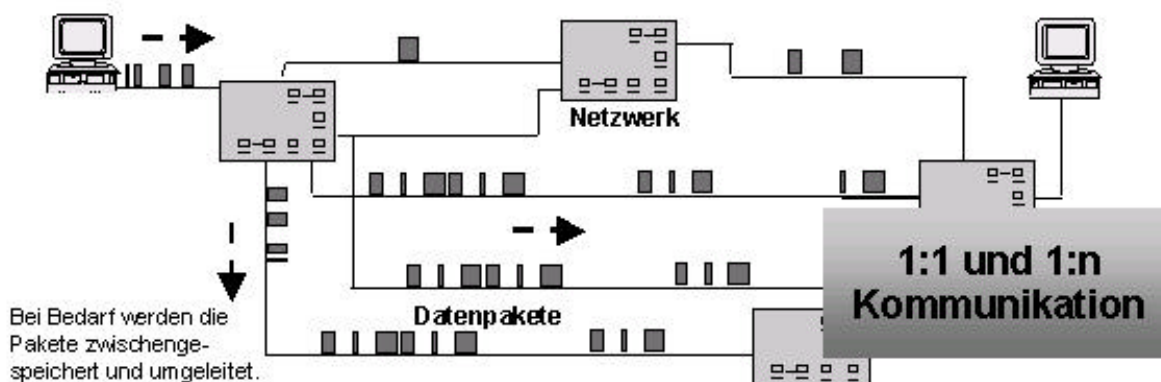 Netzwerk
1:1 und 1:n
Kommunikation
Datenpakete
Bei Bedarf werden die
Pakete zwischenge-
speichert und umgeleitet.